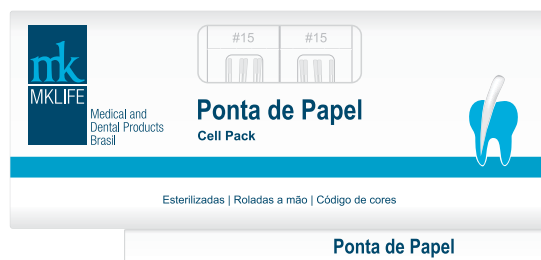 #15 #15
mk
MKLIFE
Medical and
Dental Products
Brasil
Ponta de Papel
Cell Pack
Esterilizadas | Roladas a mão | Código de cores
Ponta de Papel